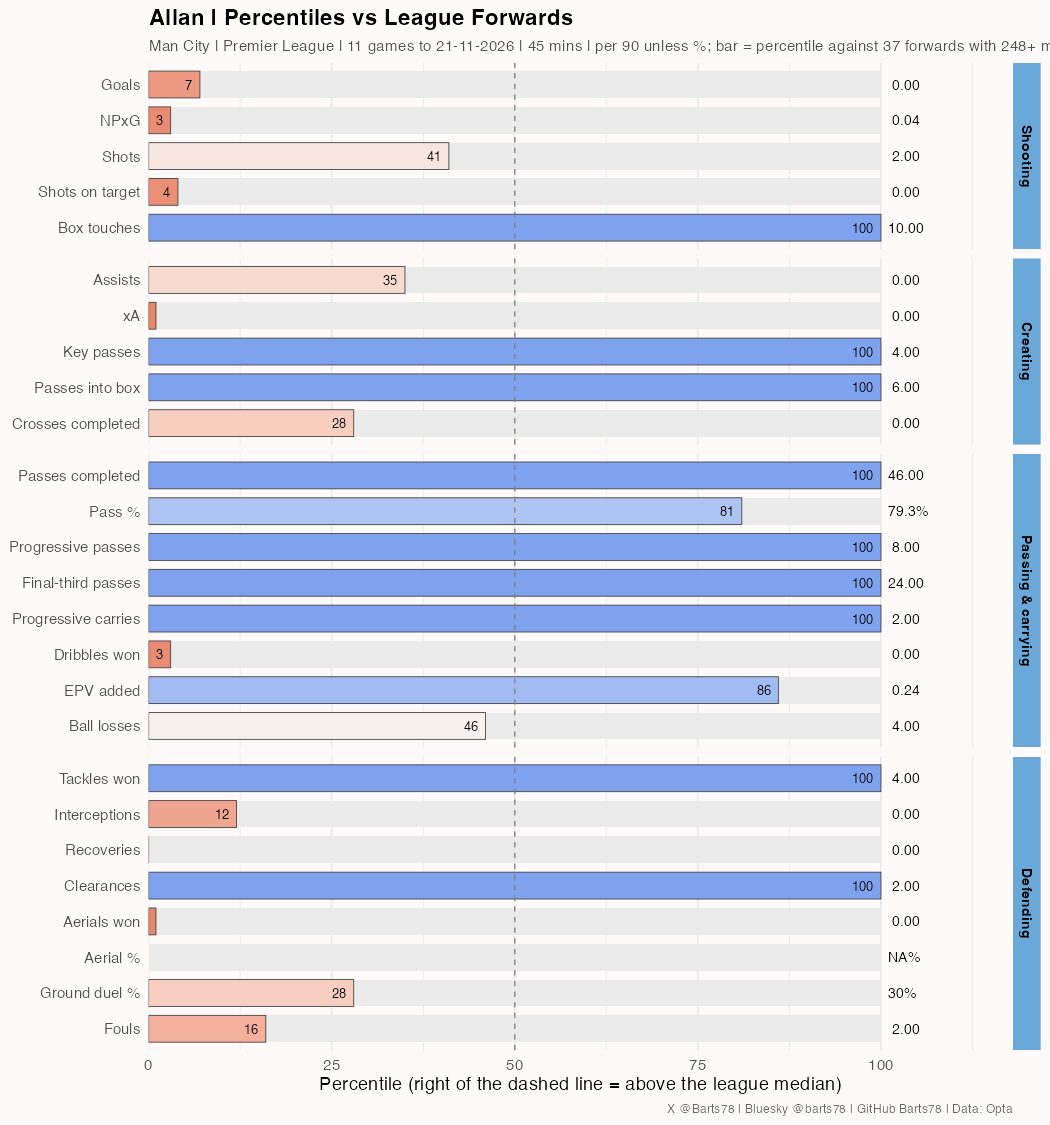 Allan | Percentiles vs League Forwards
Man City | Premier League | 11 games to 21-11-2026 | 45 mins | per 90 unless %; bar = percentile against 37 forwards with 248+ m
Shooting
Goals 7 0.00
NPxG 3 0.04
Shots 41 2.00
Shots on target 4 0.00
Box touches 100 10.00
Creating
Assists 35 0.00
xA 0.00
Key passes 100 4.00
Passes into box 100 6.00
Crosses completed 28 0.00
Passing & carrying
Passes completed 100 46.00
Pass % 81 79.3%
Progressive passes 100 8.00
Final-third passes 100 24.00
Progressive carries 100 2.00
Dribbles won 3 0.00
EPV added 86 0.24
Ball losses 46 4.00
Defending
Tackles won 100 4.00
Interceptions 12 0.00
Recoveries 0.00
Clearances 100 2.00
Aerials won 0.00
Aerial % NA%
Ground duel % 28 30%
Fouls 16 2.00
0 25 50 75 100
Percentile (right of the dashed line = above the league median)
X @Barts78 | Bluesky @barts78 | GitHub Barts78 | Data: Opta